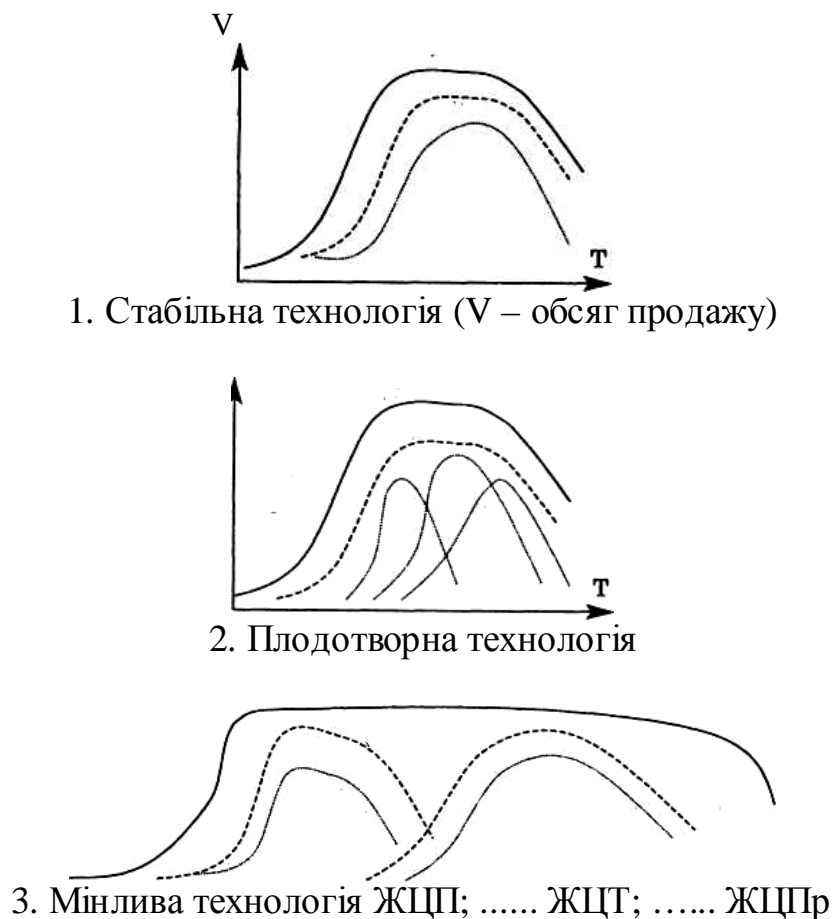 V
T
1. Стабільна технологія (V – обсяг продажу)
T
2. Плодотворна технологія
3. Мінлива технологія ЖЦП; ...... ЖЦТ; …... ЖЦПр